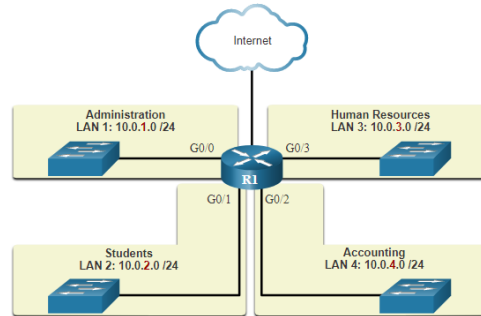 Internet
Administration
LAN 1: 10.0.1.0 /24
Human Resources
LAN 3: 10.0.3.0 /24
G0/0
G0/3
R1
G0/1
G0/2
Students
LAN 2: 10.0.2.0 /24
Accounting
LAN 4: 10.0.4.0 /24